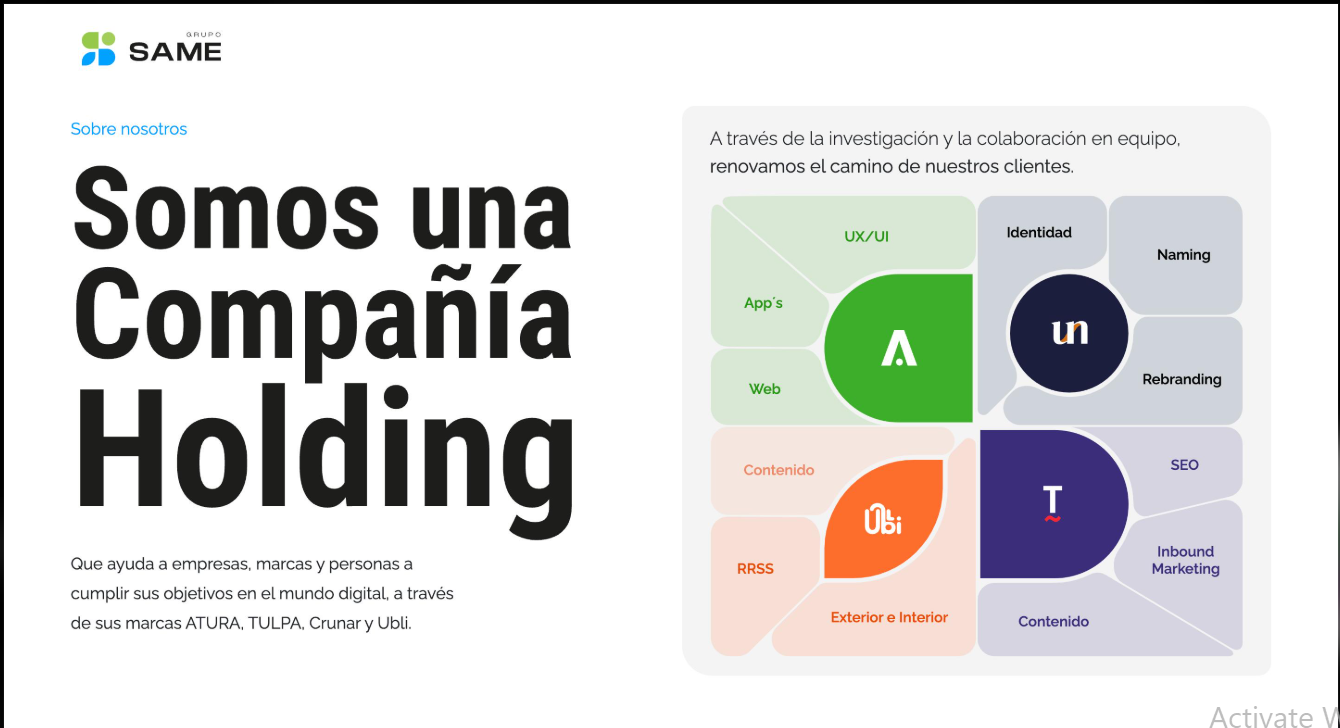 GRUPO
SAME
Sobre nosotros
Somos una
Compañía
Holding
Que ayuda a empresas, marcas y personas a
cumplir sus objetivos en el mundo digital, a través
de sus marcas ATURA, TULPA, Crunar y Ubli.
A través de la investigación y la colaboración en equipo,
renovamos el camino de nuestros clientes.
UX/UI
App´s
Web
A
Identidad
Naming
un
Rebranding
Contenido
RRSS
Ubli
Exterior e Interior
T
SEO
Inbound
Marketing
Contenido
Activate